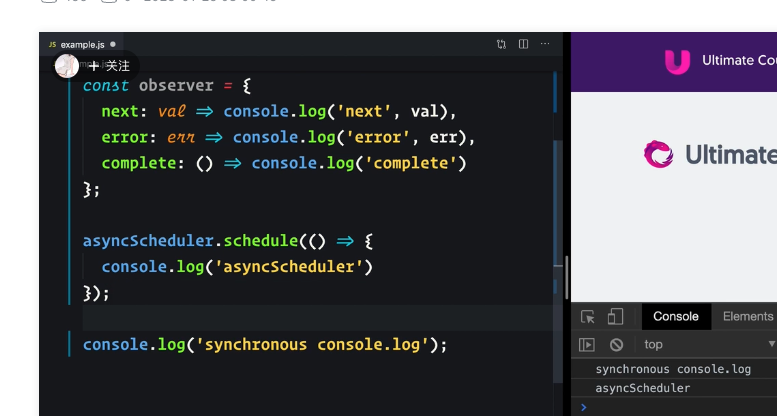 JS example.js
+ 关注
const observer = {
next: val => console.log('next', val),
error: err => console.log('error', err),
complete: () => console.log('complete')
};
asyncScheduler.schedule(() => {
console.log('asyncScheduler')
});
console.log('synchronous console.log');
Ultimate Cou
Ultimate
Console Elements
top
synchronous console.log
asyncScheduler